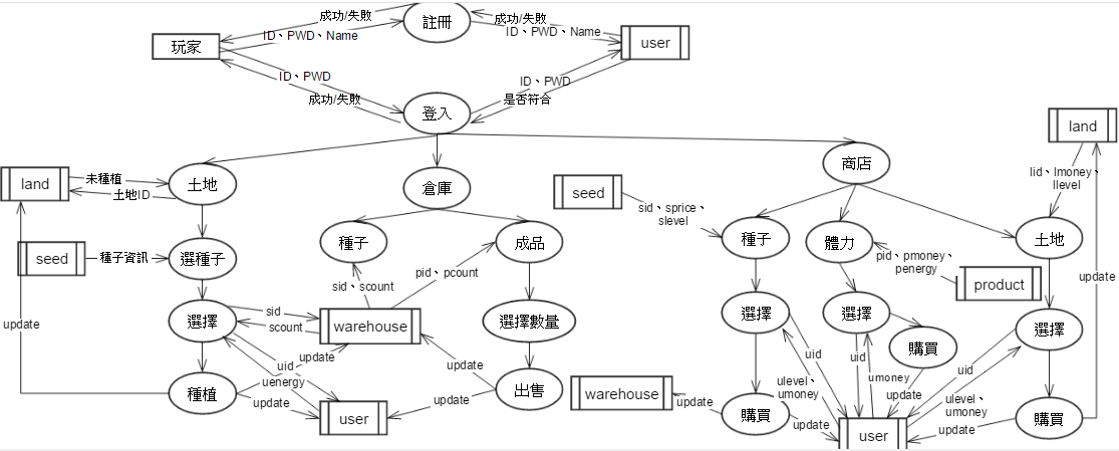 成功/失敗
註冊
成功/失敗
ID、PWD、Name
ID、PWD、Name
玩家
user
ID、PWD
ID、PWD
成功/失敗
是否符合
登入
land
未種植
土地ID
土地
倉庫
商店
land
lid、lmoney、
llevel
seed
sid、sprice、
slevel
seed
種子資訊
選種子
種子
成品
種子
體力
土地
sid、scount
pid、pcount
pid、pmoney、
penergy
product
update
update
選擇
sid
scount
warehouse
選擇數量
選擇
選擇
購買
選擇
uid
update
uenergy
update
uid
uid
umoney
uid
種植
update
user
update
出售
warehouse
update
購買
ulevel、
umoney
update
update
user
ulevel、
umoney
update
購買